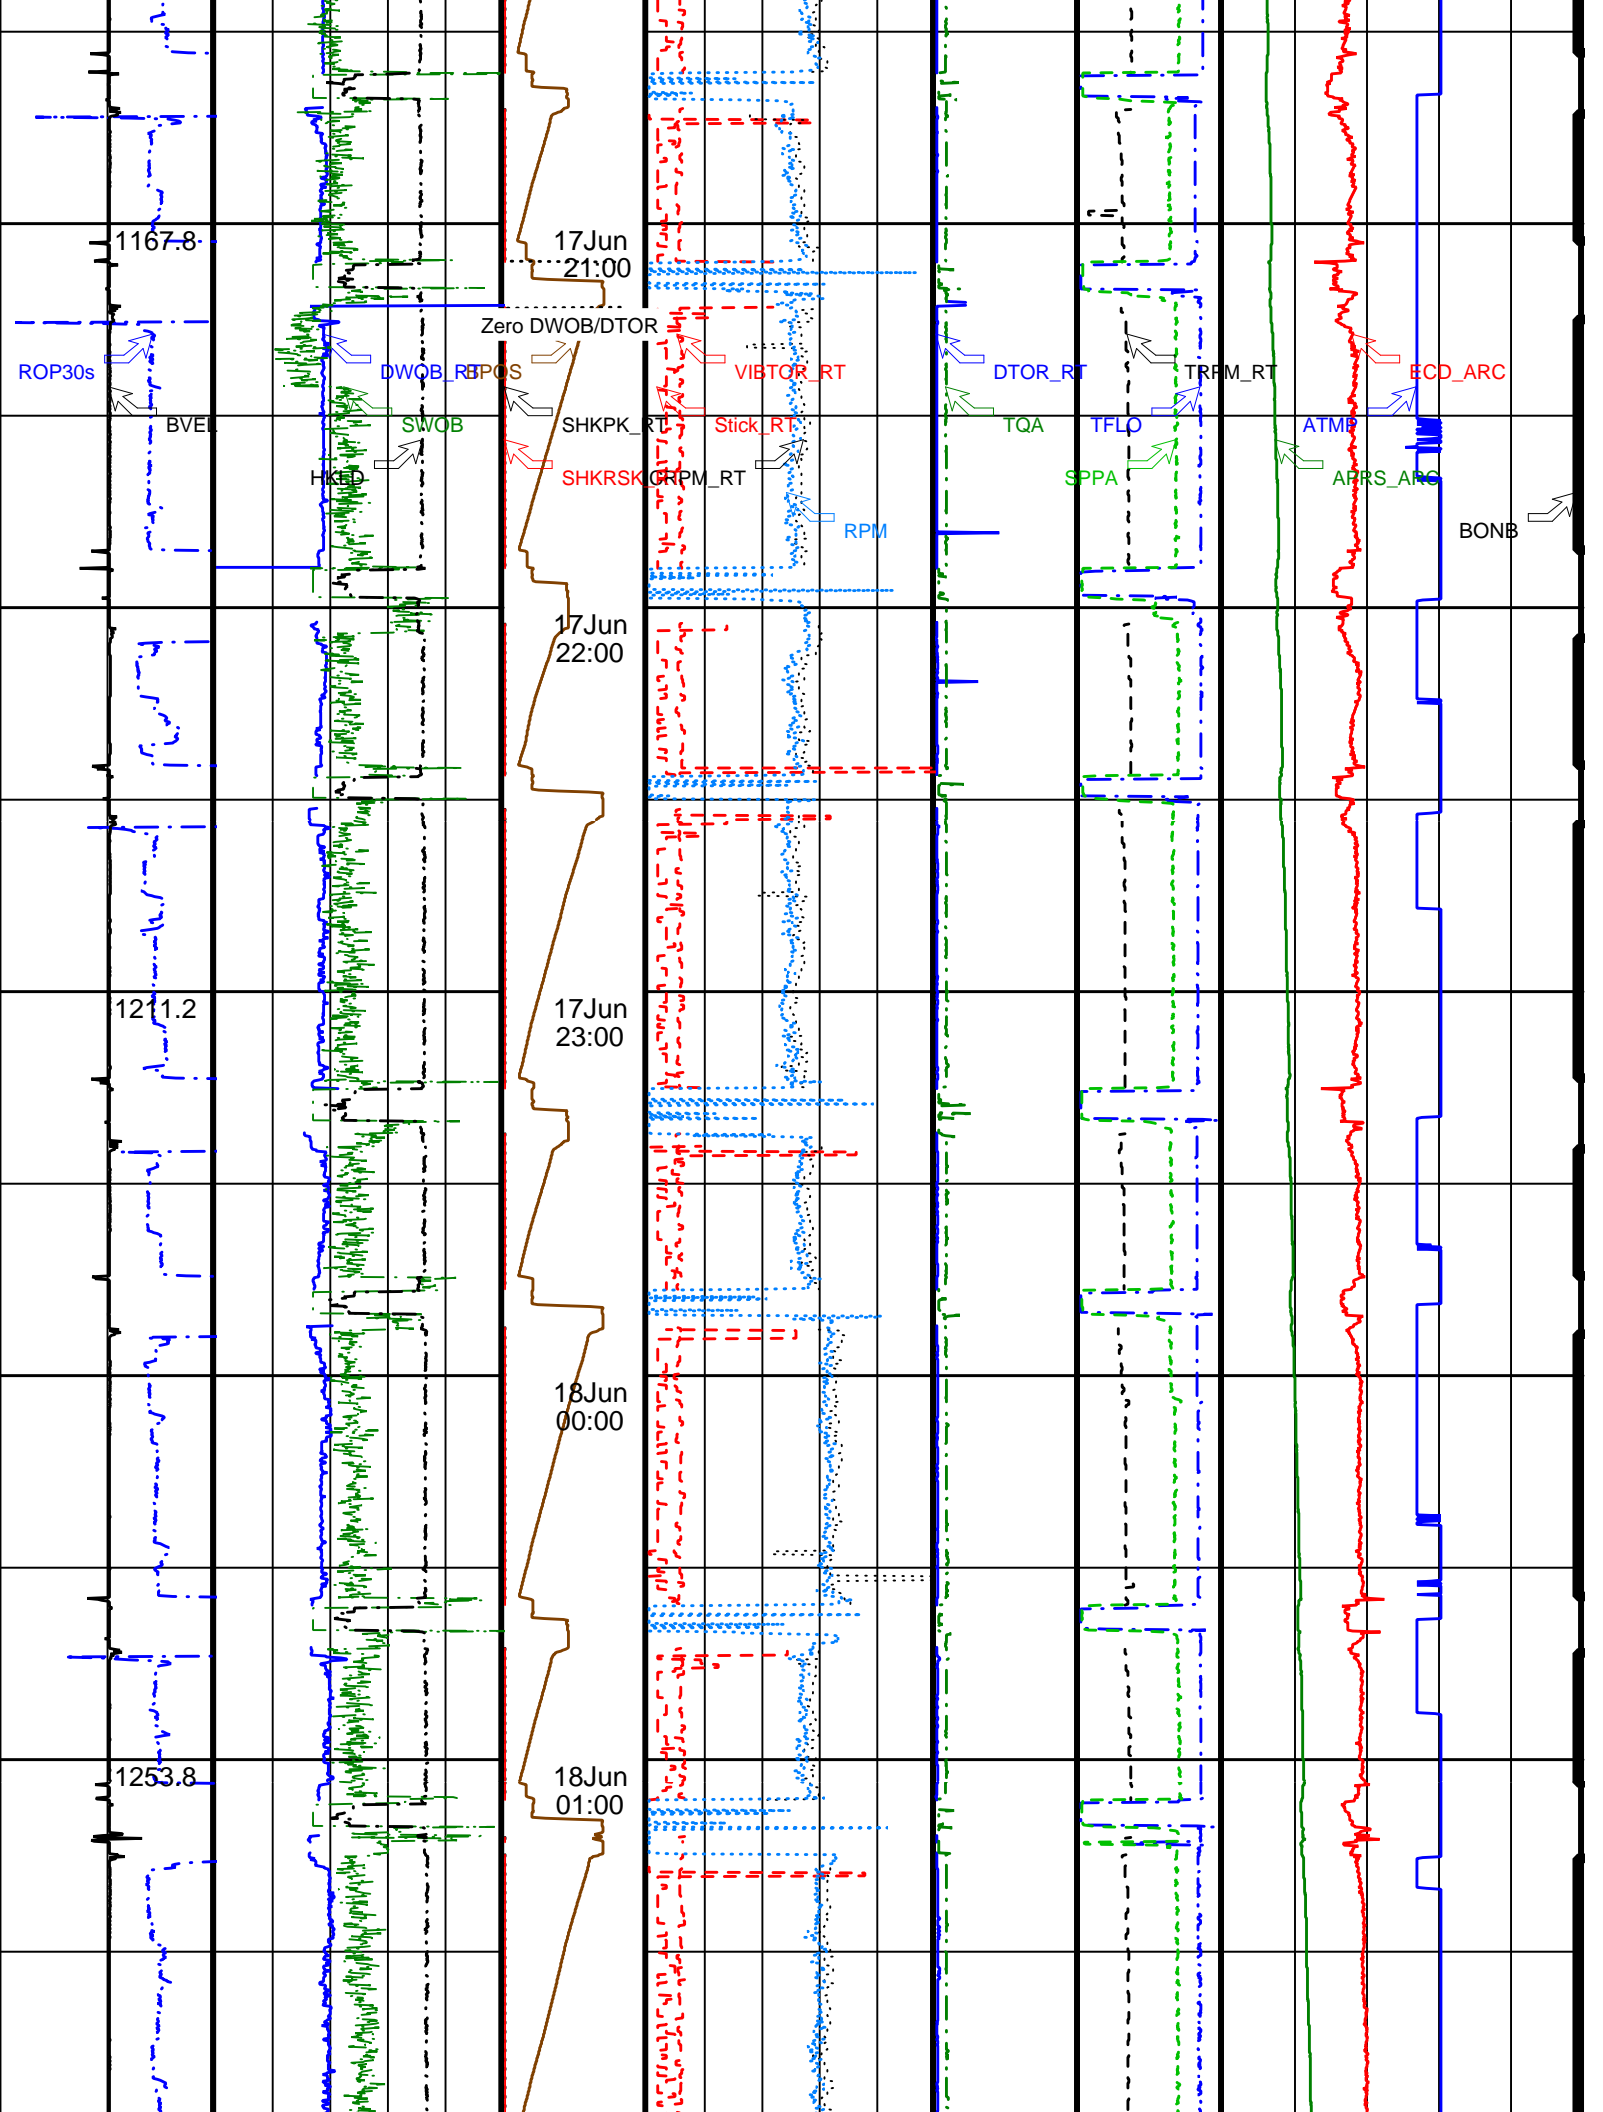 1167.8
17Jun
21:00
Zero DWOB/DTOR
ROP30s
DWOB_RT
BPOS
VIBTOR_RT
DTOR_RT
TRPM_RT
ECD_ARC
BVEL
SWOB
SHKPK_RT
Stick_RT
TQA
TFLO
ATMP
HKLD
SHKRSK_RT
CRPM_RT
SPPA
APRS_ARC
RPM
BONB
17Jun
22:00
1211.2
17Jun
23:00
18Jun
00:00
1253.8
18Jun
01:00